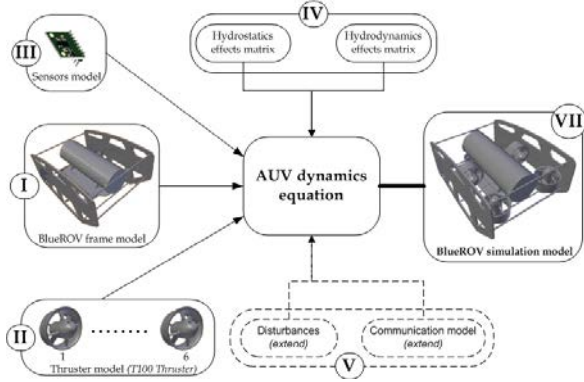 IV
Hydrostatics
effects matrix
Hydrodynamics
effects matrix
III
Sensors model
VII
I
BlueROV frame model
AUV dynamics
equation
BlueROV simulation model
II
1
6
Thruster model (T100 Thruster)
Disturbances
(extend)
Communication model
(extend)
V